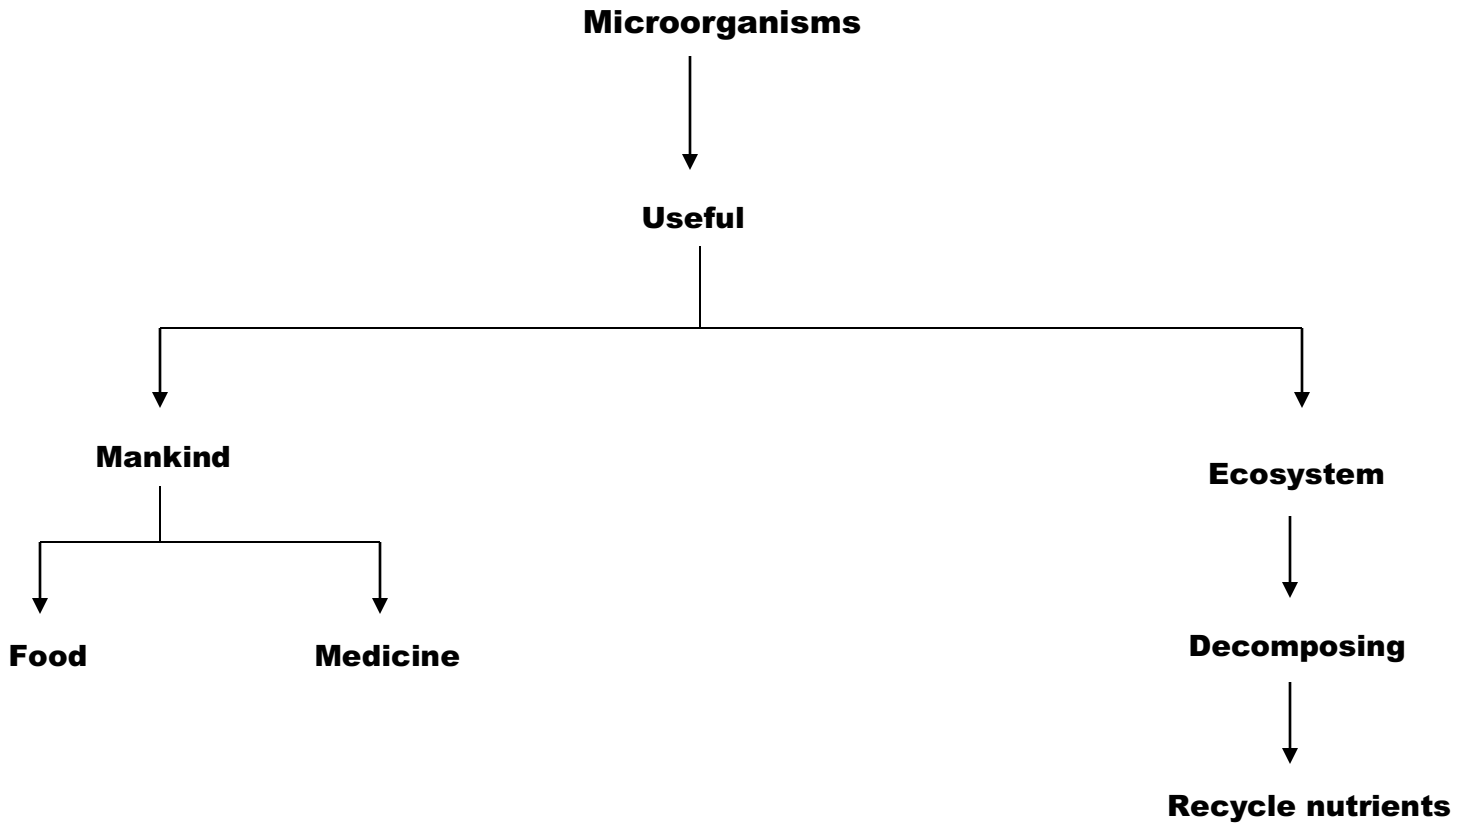 Microorganisms
Useful
Mankind
Ecosystem
Food
Medicine
Decomposing
Recycle nutrients